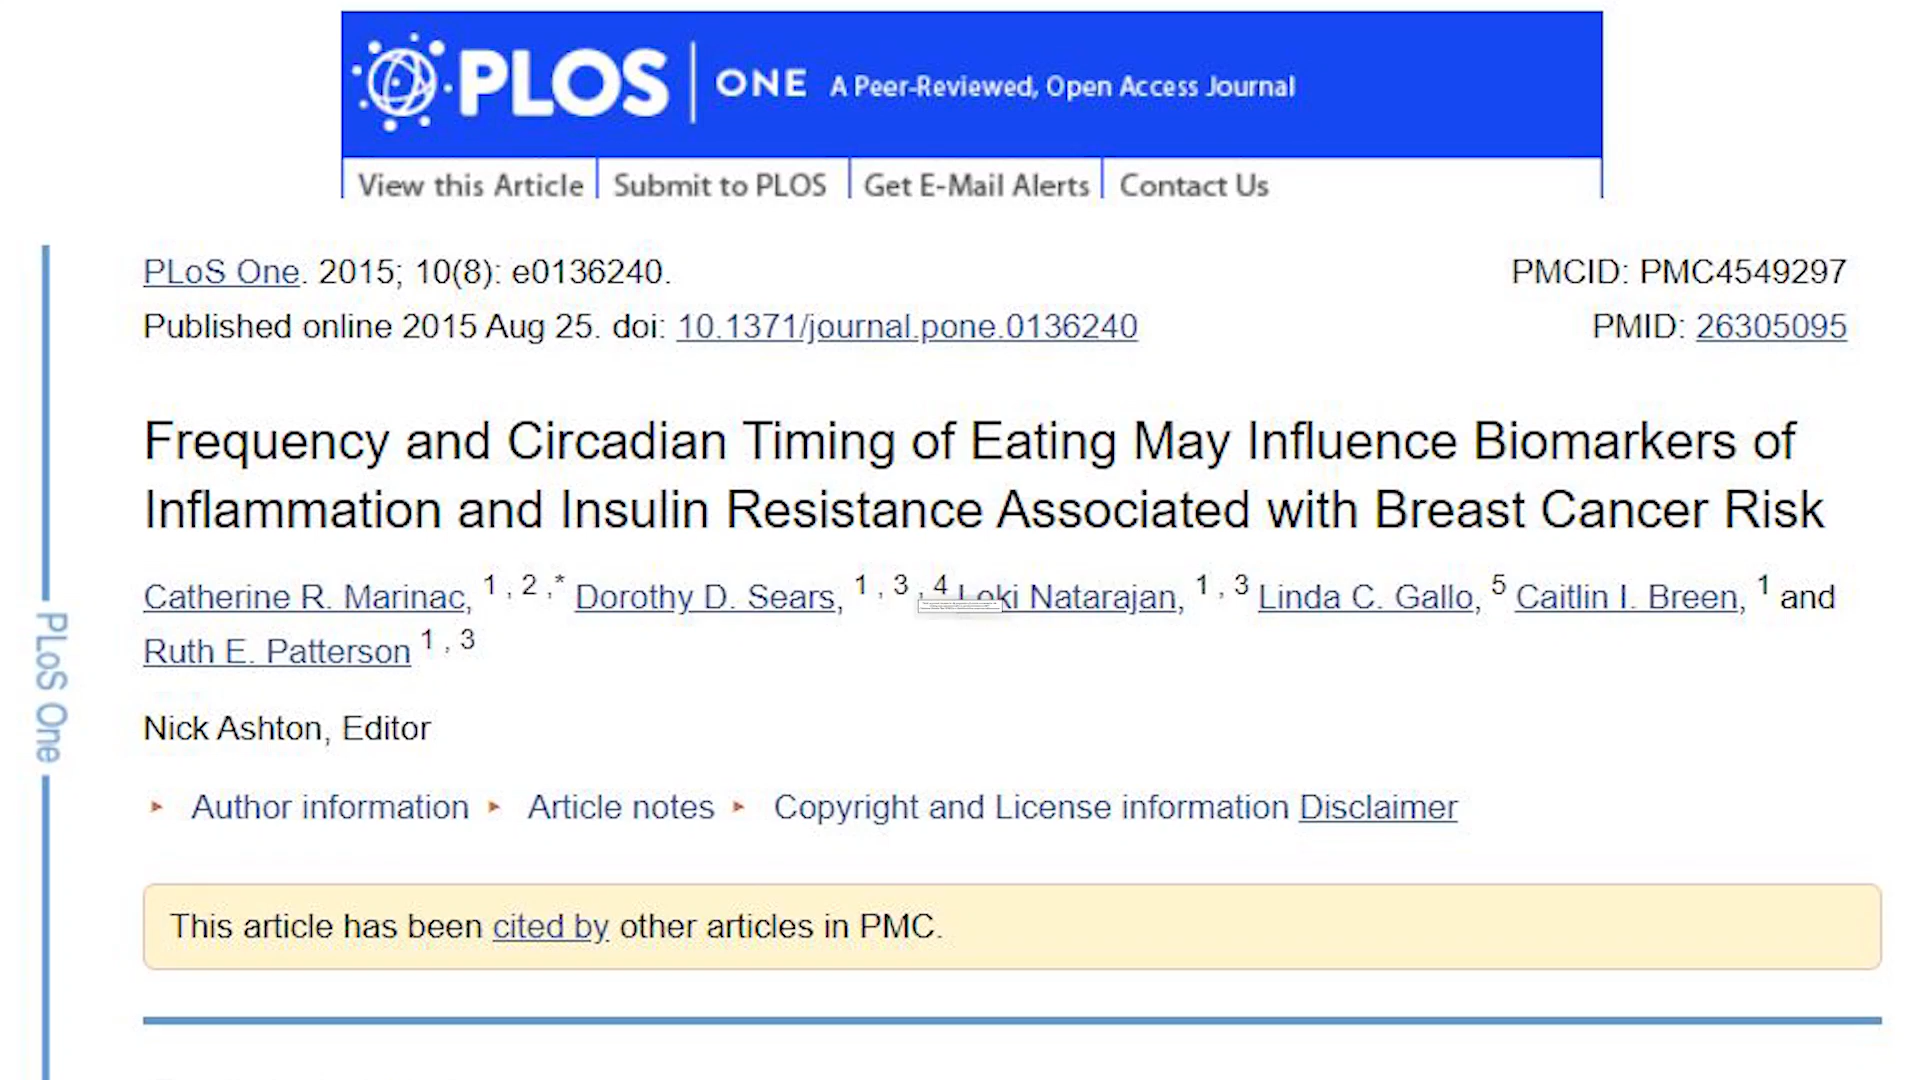 PLOS ONE A Peer-Reviewed, Open Access Journal
View this Article Submit to PLOS Get E-Mail Alerts Contact Us
PLoS One. 2015; 10(8): e0136240. PMCID: PMC4549297
Published online 2015 Aug 25. doi: 10.1371/journal.pone.0136240 PMID: 26305095
Frequency and Circadian Timing of Eating May Influence Biomarkers of
Inflammation and Insulin Resistance Associated with Breast Cancer Risk
Catherine R. Marinac, 1 , 2 ,* Dorothy D. Sears, 1 , 3 , 4 Loki Natarajan, 1 , 3 Linda C. Gallo, 5 Caitlin I. Breen, 1 and
Ruth E. Patterson 1 , 3
Nick Ashton, Editor
Author information Article notes Copyright and License information Disclaimer
This article has been cited by other articles in PMC.
PLoS One